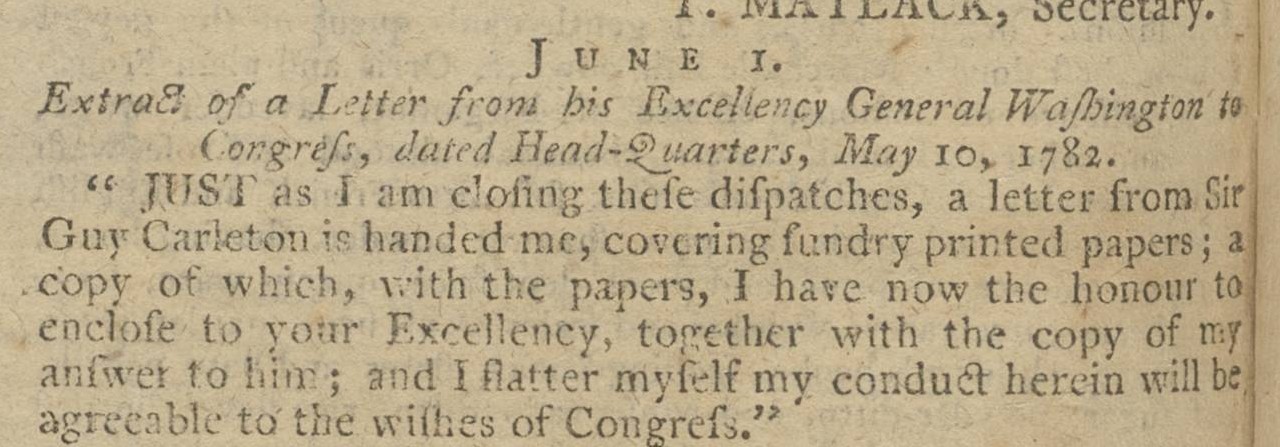 T. MATLACK, Secretary.
JUNE 1.
Extract of a Letter from his Excellency General Waſhington to
Congreſs, dated Head-Quarters, May 10, 1782.
“ JUST as I am cloſing theſe diſpatches, a letter from Sir
Guy Carleton is handed me, covering ſundry printed papers; a
copy of which, with the papers, I have now the honour to
encloſe to your Excellency, together with the copy of my
anſwer to him; and I flatter myſelf my conduct herein will be
agreeable to the wiſhes of Congreſs.”